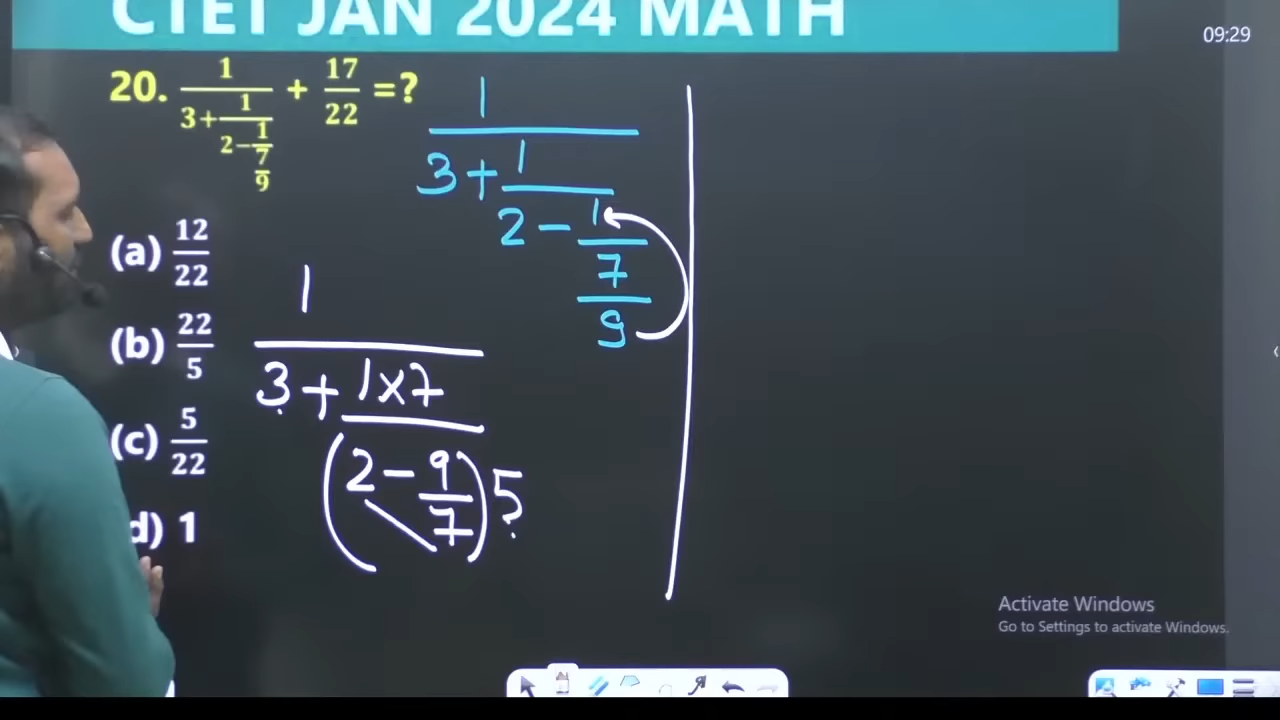 CTET JAN 2024 MATH
09:29
20. 1/(3+1/(2-1/(7/9))) + 17/22 =?
1/(3+1/(2-1/(7/9)))
(a) 12/22
(b) 22/5
(c) 5/22
d) 1
1/(3+(1×7)/((2-9/7)5))
Activate Windows
Go to Settings to activate Windows.